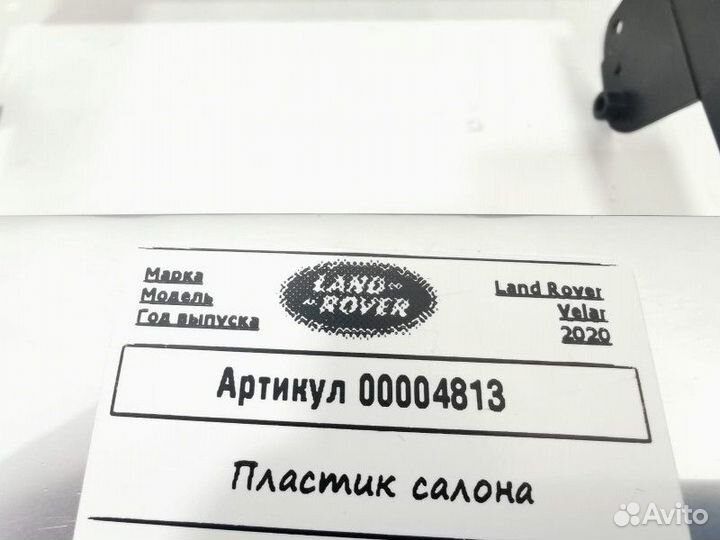 Марка
Модель
Год выпуска
LAND
ROVER
Land Rover
Velar
2020
Артикул 00004813
Пластик салона
Avito